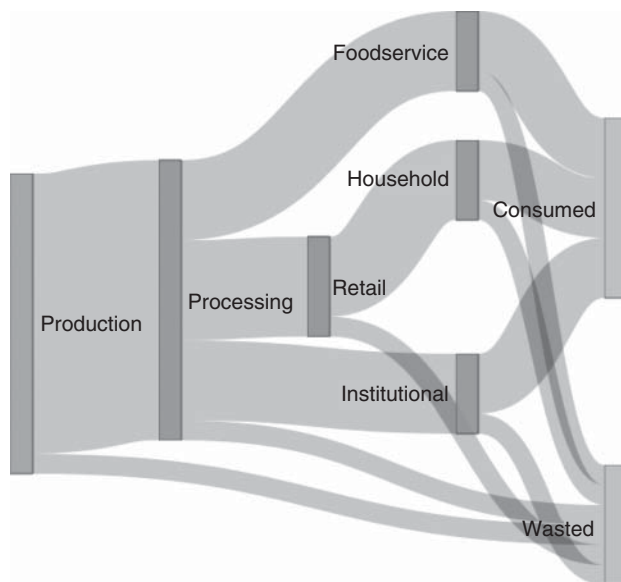 Foodservice
Household
Consumed
Retail
Processing
Production
Institutional
Wasted